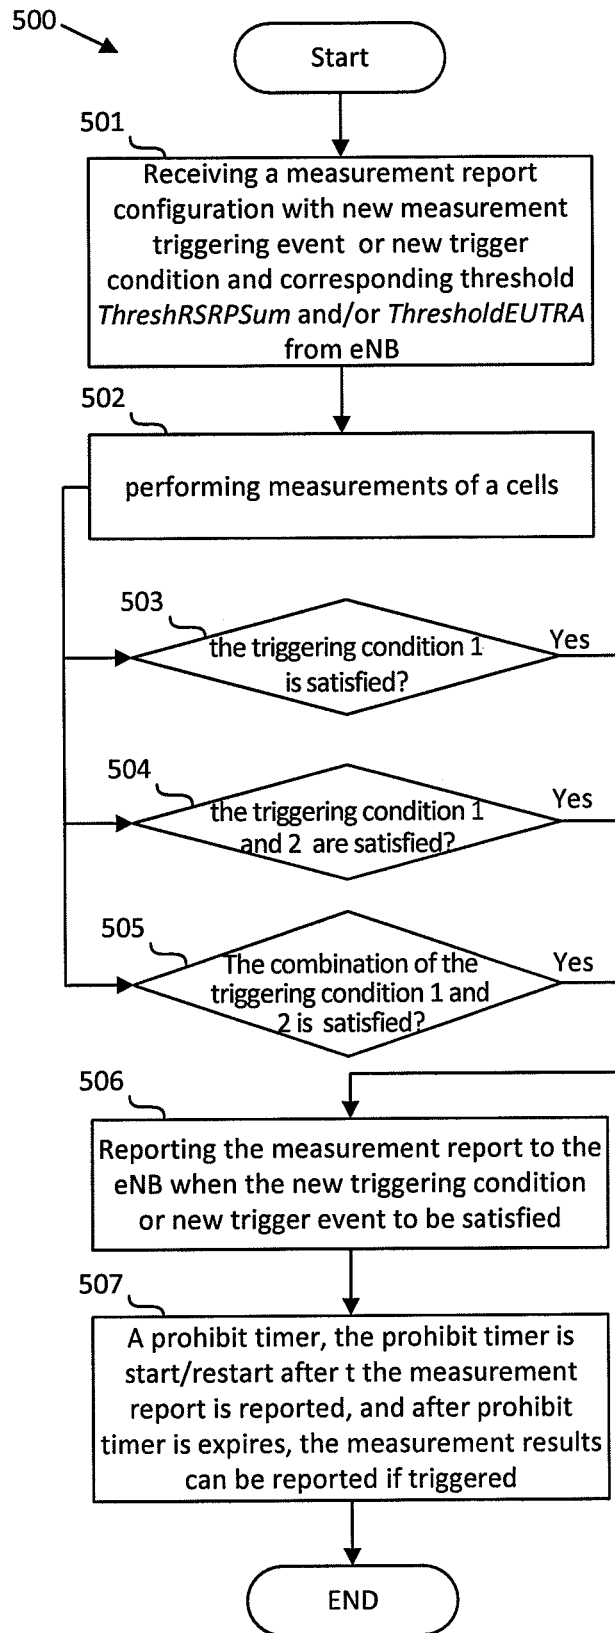 500
Start
501
Receiving a measurement report
configuration with new measurement
triggering event or new trigger
condition and corresponding threshold
ThreshRSRPSum and/or ThresholdEUTRA
from eNB
502
performing measurements of a cells
503
the triggering condition 1
is satisfied?
Yes
504
the triggering condition 1
and 2 are satisfied?
Yes
505
The combination of the
triggering condition 1 and
2 is satisfied?
Yes
506
Reporting the measurement report to the
eNB when the new triggering condition
or new trigger event to be satisfied
507
A prohibit timer, the prohibit timer is
start/restart after t the measurement
report is reported, and after prohibit
timer is expires, the measurement results
can be reported if triggered
END